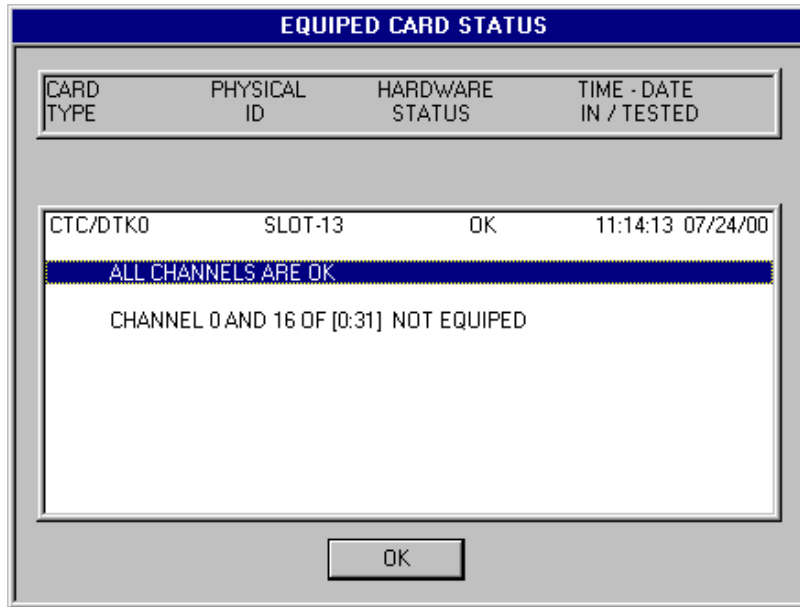 EQUIPED CARD STATUS
CARD TYPE PHYSICAL ID HARDWARE STATUS TIME - DATE IN / TESTED
CTC/DTK0 SLOT-13 OK 11:14:13 07/24/00
ALL CHANNELS ARE OK
CHANNEL 0 AND 16 OF [0:31] NOT EQUIPED
OK